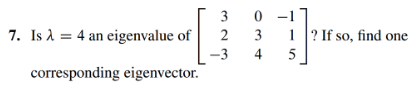 7. Is λ = 4 an eigenvalue of [ 3 0 −1
2 3 1
−3 4 5 ]? If so, find one
corresponding eigenvector.